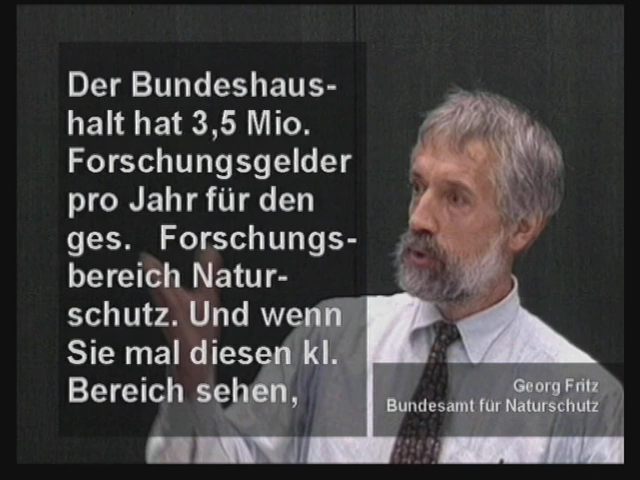 Der Bundeshaus-
halt hat 3,5 Mio.
Forschungsgelder
pro Jahr für den
ges. Forschungs-
bereich Natur-
schutz. Und wenn
Sie mal diesen kl.
Bereich sehen,
Georg Fritz
Bundesamt für Naturschutz